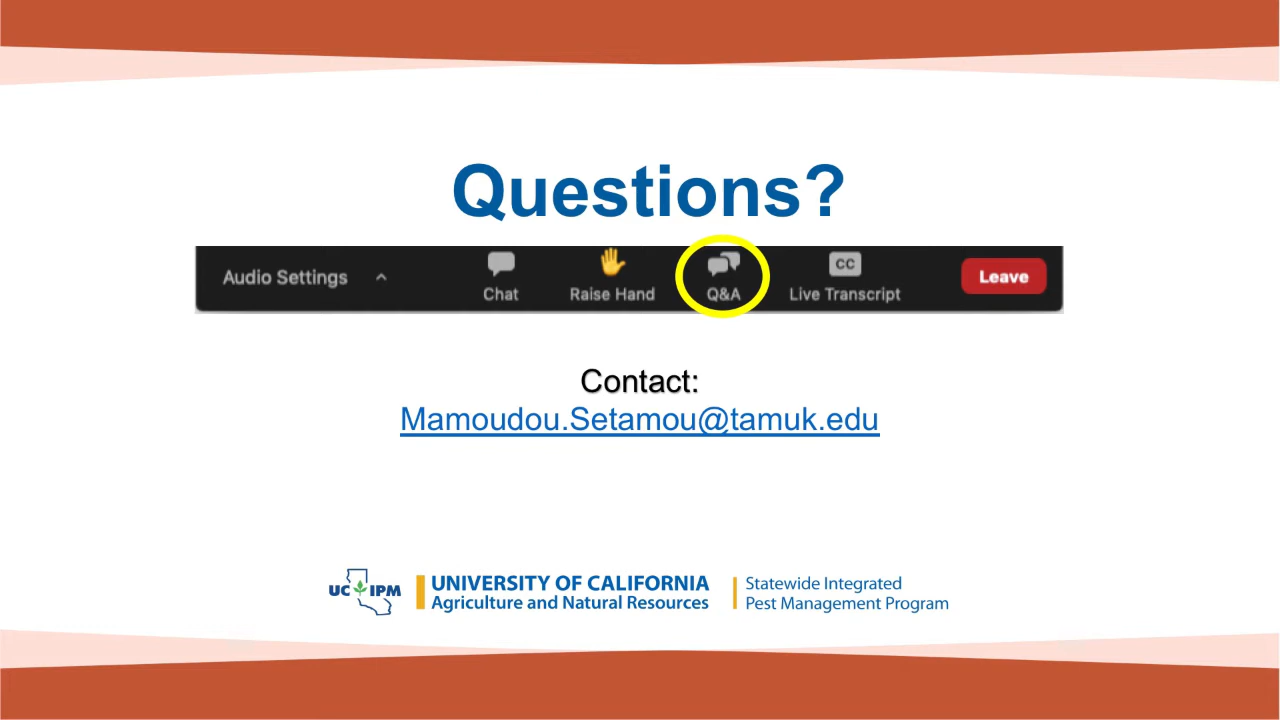 Questions?
Audio Settings
Chat
Raise Hand
Q&A
CC
Live Transcript
Leave
Contact:
Mamoudou.Setamou@tamuk.edu
UC IPM
UNIVERSITY OF CALIFORNIA
Agriculture and Natural Resources
Statewide Integrated
Pest Management Program